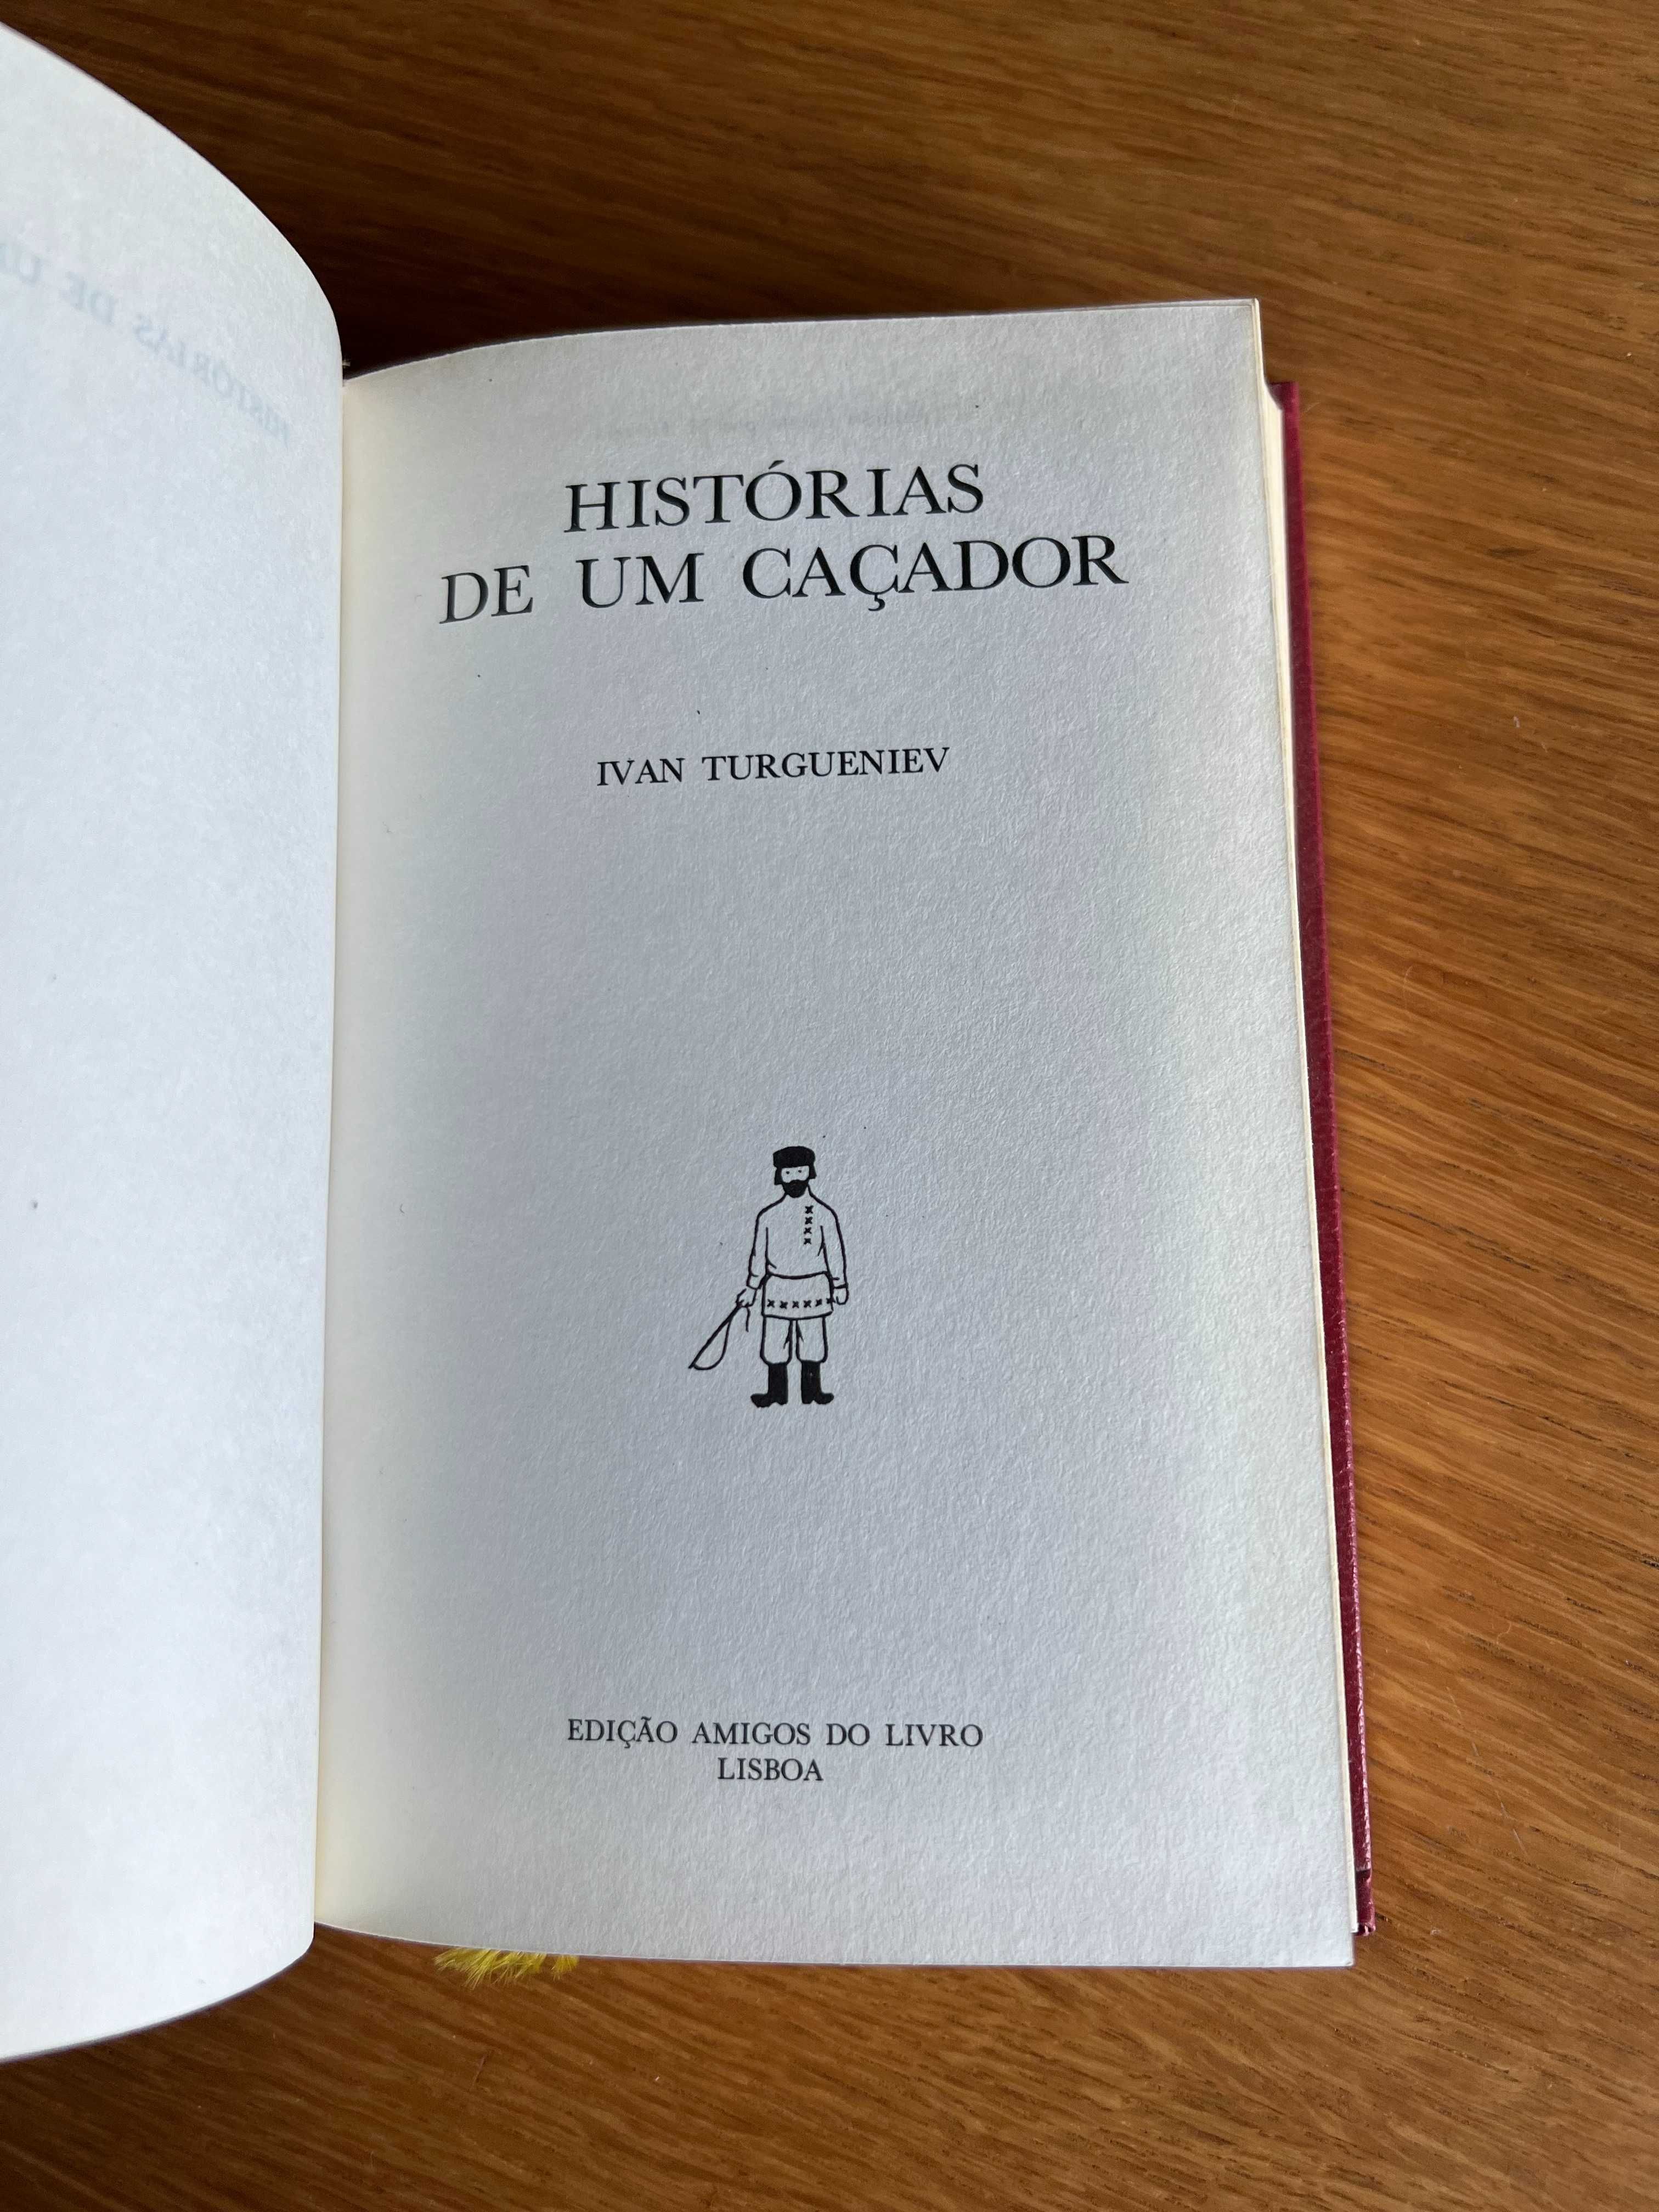 HISTÓRIAS
DE UM CAÇADOR
IVAN TURGUENIEV
EDIÇÃO AMIGOS DO LIVRO
LISBOA